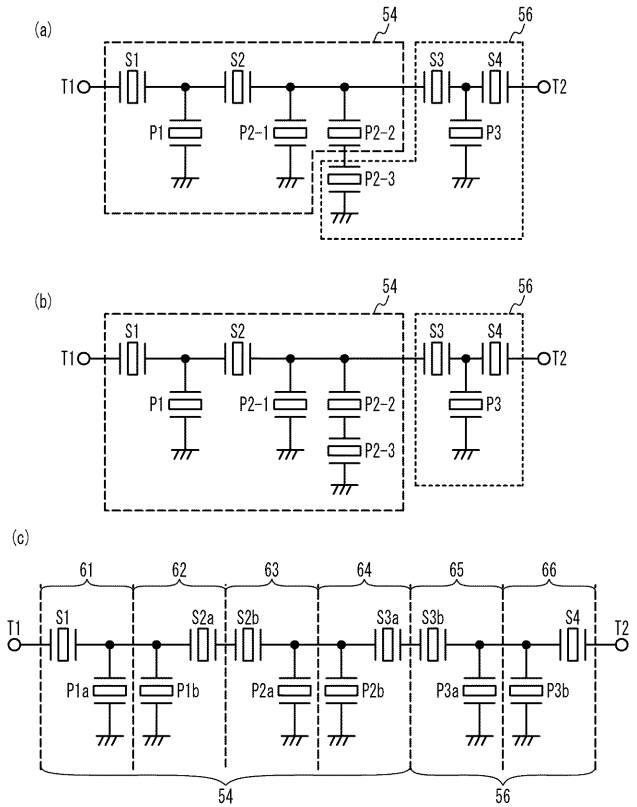 (a)
54
56
S1
S2
S3
S4
T1
T2
P1
P2-1
P2-2
P3
P2-3
(b)
54
56
S1
S2
S3
S4
T1
T2
P1
P2-1
P2-2
P3
P2-3
(c)
61
62
63
64
65
66
T1
S1
S2a
S2b
S3a
S3b
S4
T2
P1a
P1b
P2a
P2b
P3a
P3b
54
56